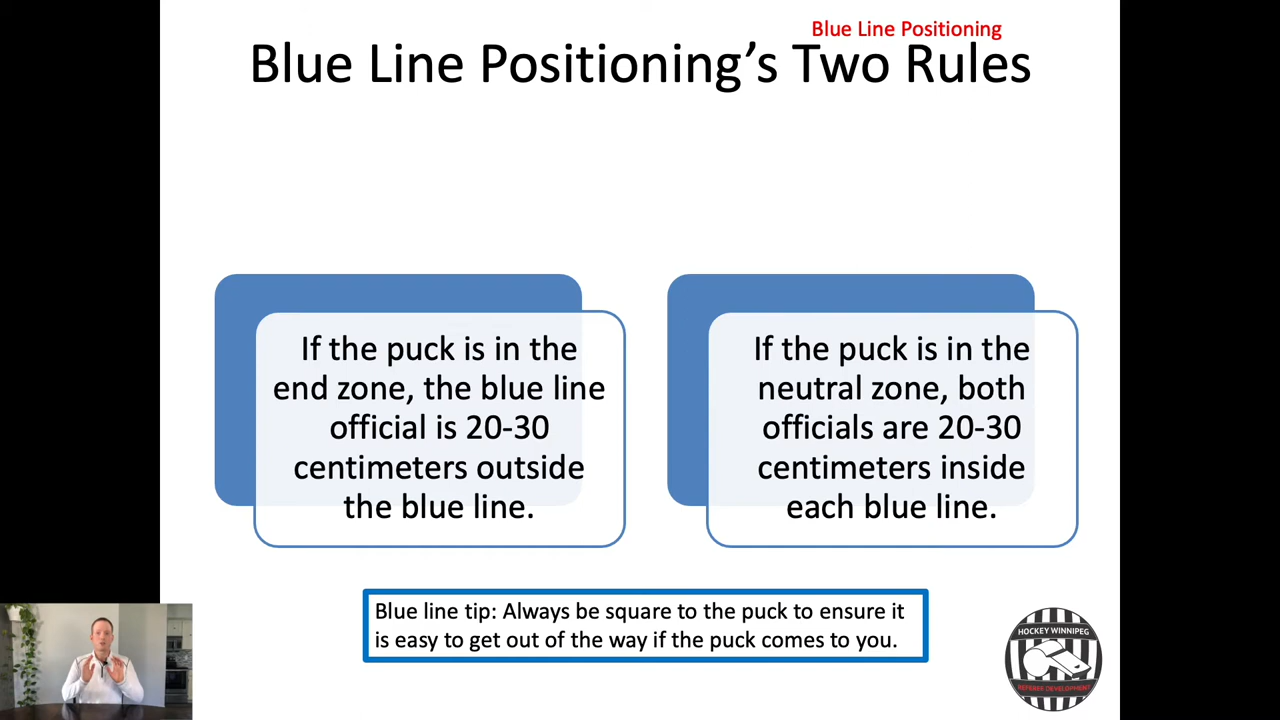 Blue Line Positioning
Blue Line Positioning’s Two Rules
If the puck is in the
end zone, the blue line
official is 20-30
centimeters outside
the blue line.
If the puck is in the
neutral zone, both
officials are 20-30
centimeters inside
each blue line.
Blue line tip: Always be square to the puck to ensure it
is easy to get out of the way if the puck comes to you.
HOCKEY WINNIPEG
REFEREE DEVELOPMENT